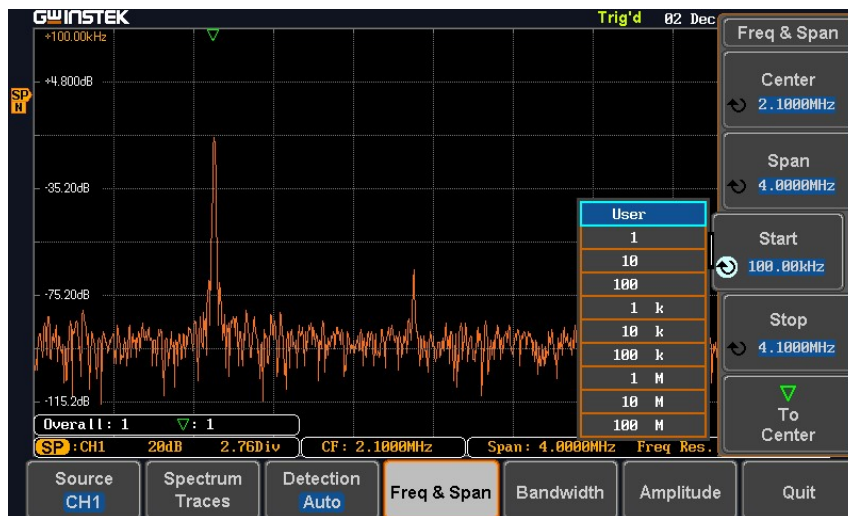 GWINSTEK
Trig'd 02 Dec
+100.00kHz
+4.800dB
SP
N
-35.20dB
-75.20dB
-115.2dB
User
1
10
100
1 k
10 k
100 k
1 M
10 M
100 M
Freq & Span
Center
2.1000MHz
Span
4.0000MHz
Start
100.00kHz
Stop
4.1000MHz
To
Center
Overall: 1 ▽: 1
SP :CH1 20dB 2.76Div CF: 2.1000MHz Span: 4.0000MHz Freq Res.
Source
CH1
Spectrum
Traces
Detection
Auto
Freq & Span
Bandwidth
Amplitude
Quit